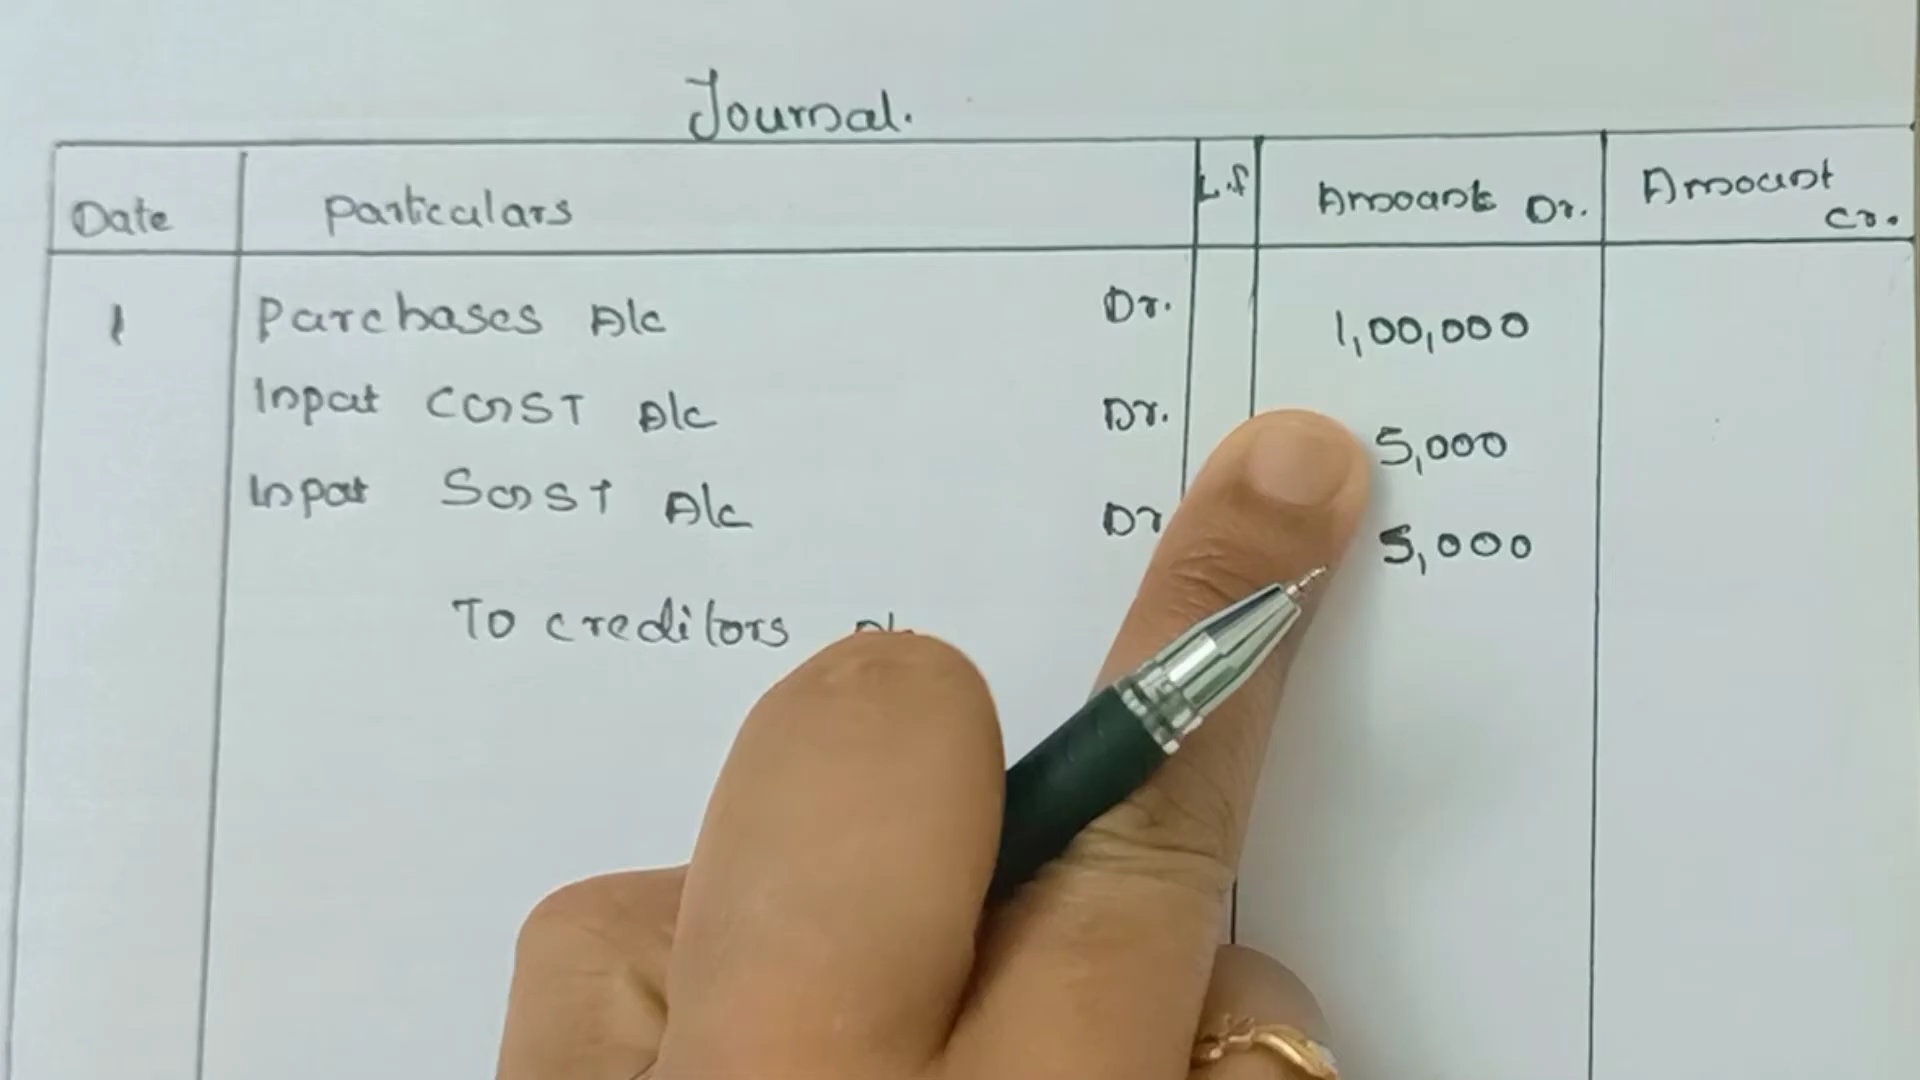 Journal.
Date Particulars L.f Amount Dr. Amount Cr.
1 Purchases A/c Dr. 1,00,000
Input CGST A/c Dr. 5,000
Input SGST A/c Dr 5,000
To creditors